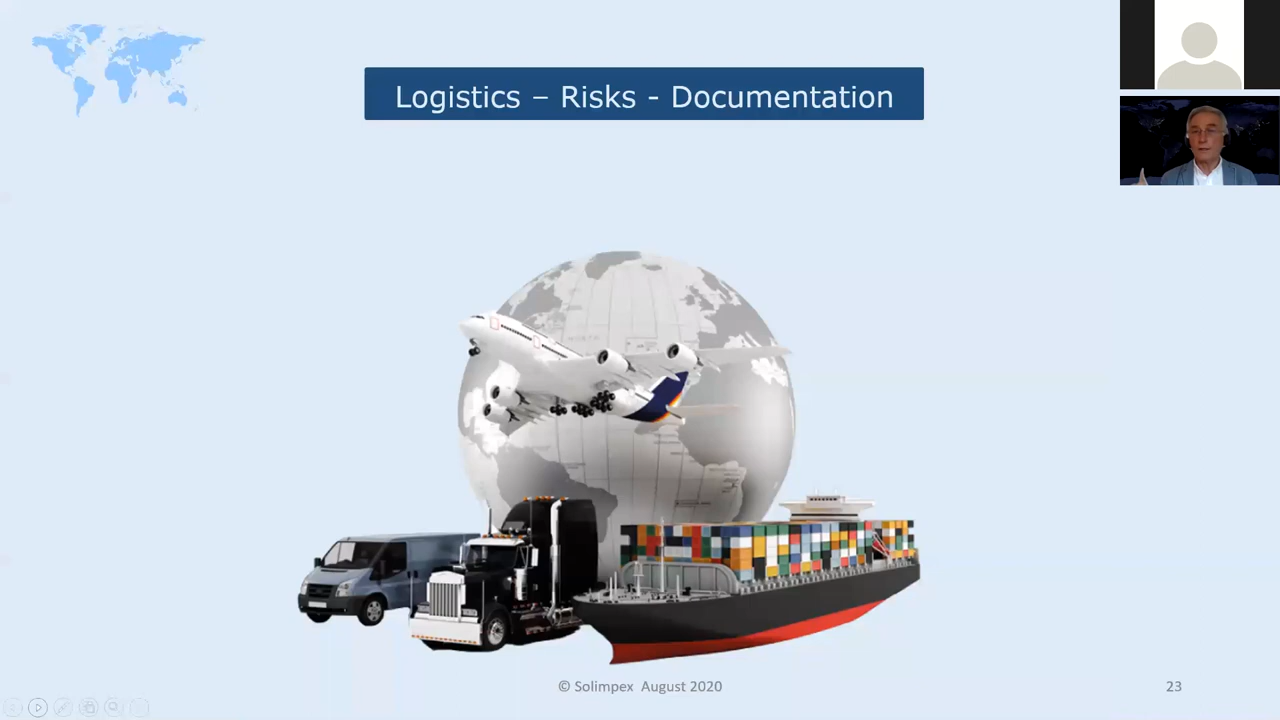 Logistics – Risks - Documentation
© Solimpex August 2020
23